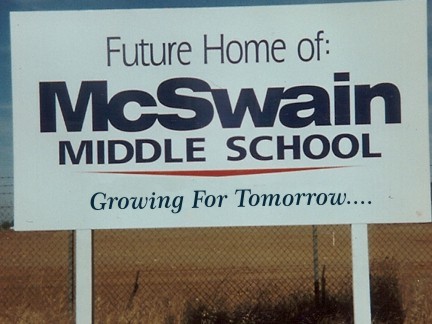 Future Home of:
McSwain
MIDDLE SCHOOL
Growing For Tomorrow....